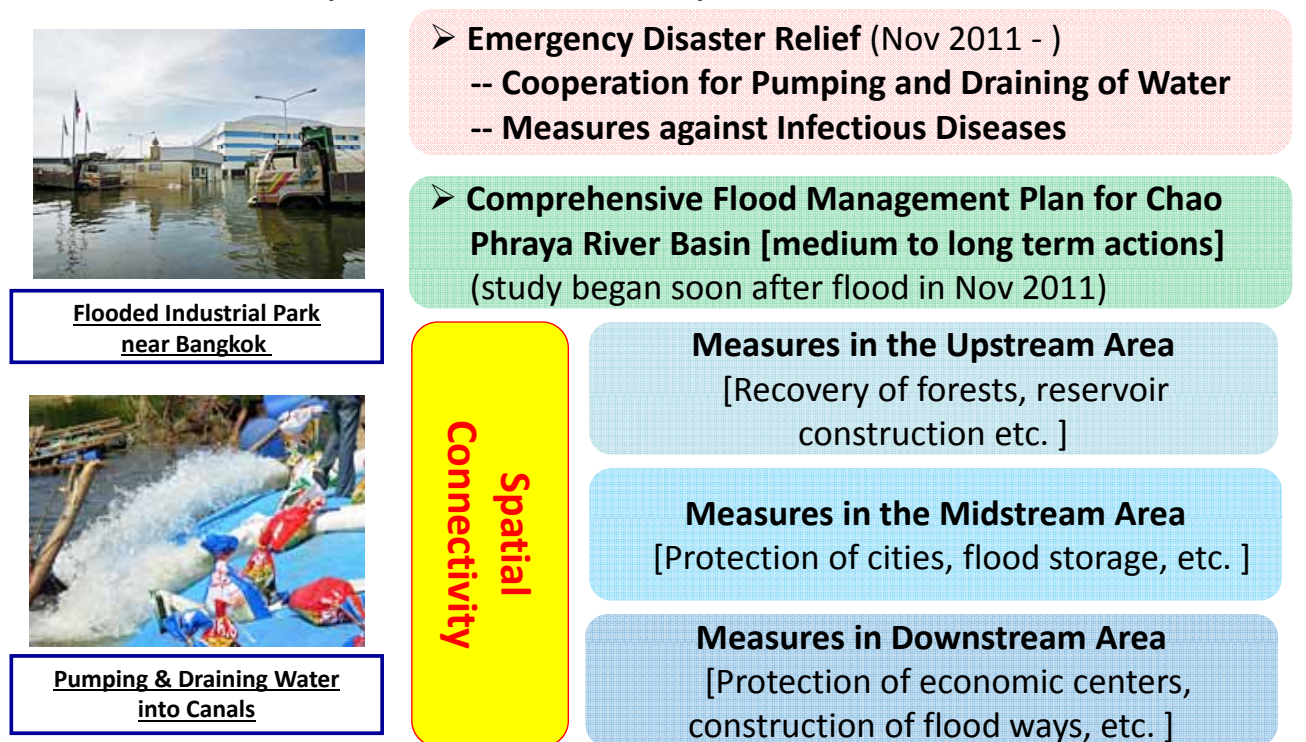 ➢ Emergency Disaster Relief (Nov 2011 - )
-- Cooperation for Pumping and Draining of Water
-- Measures against Infectious Diseases
➢ Comprehensive Flood Management Plan for Chao
Phraya River Basin [medium to long term actions]
(study began soon after flood in Nov 2011)
Flooded Industrial Park
near Bangkok
Pumping & Draining Water
into Canals
Spatial
Connectivity
Measures in the Upstream Area
[Recovery of forests, reservoir
construction etc. ]
Measures in the Midstream Area
[Protection of cities, flood storage, etc. ]
Measures in Downstream Area
[Protection of economic centers,
construction of flood ways, etc. ]